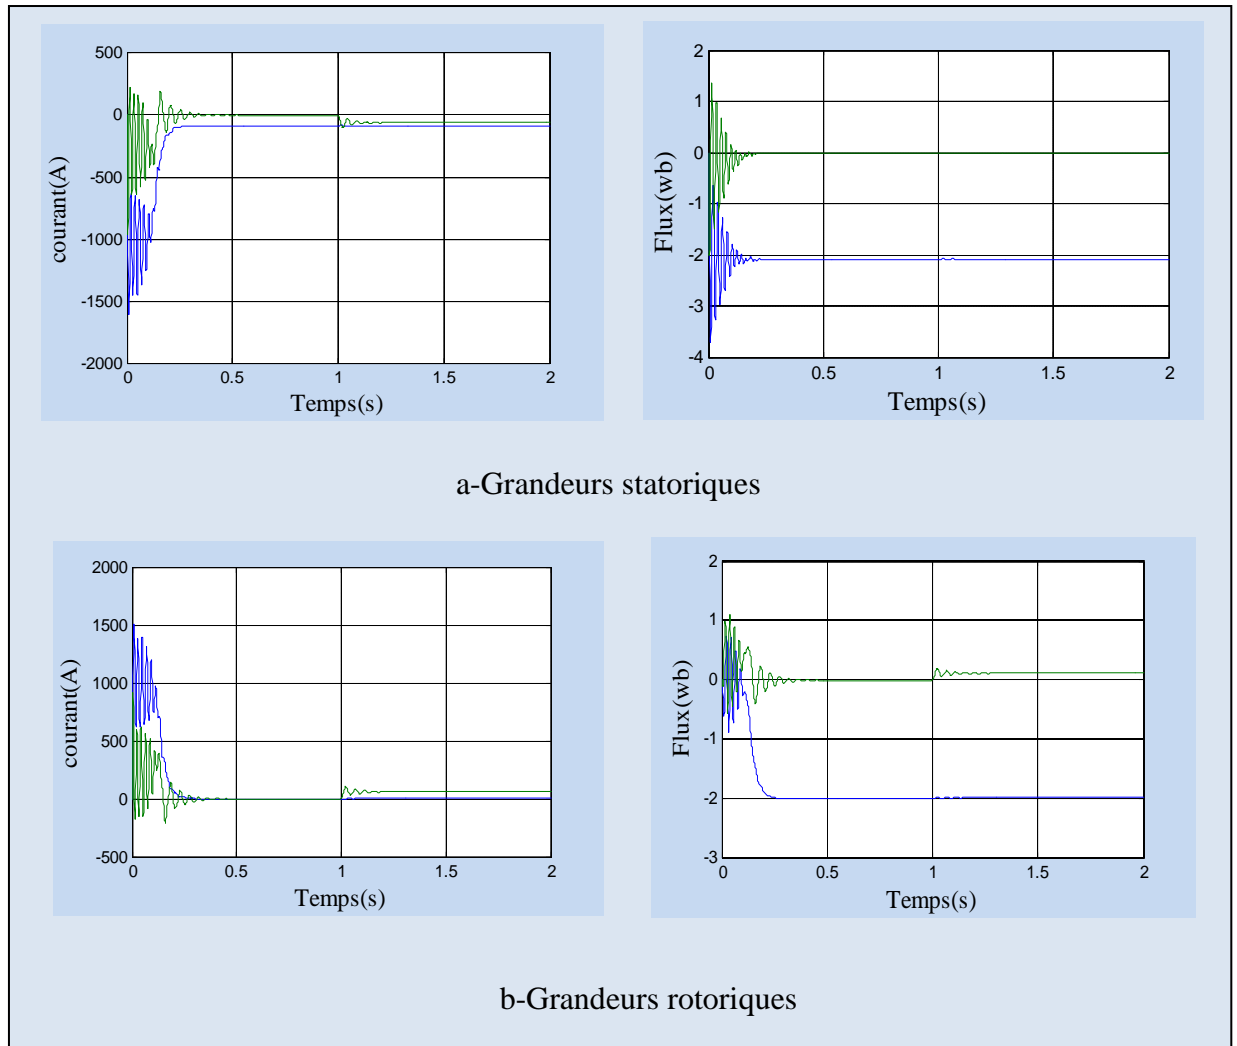 500
0
-500
-1000
-1500
-2000
courant(A)
0 0.5 1 1.5 2
Temps(s)
2
1
0
-1
-2
-3
-4
Flux(wb)
0 0.5 1 1.5 2
Temps(s)
a-Grandeurs statoriques
2000
1500
1000
500
0
-500
courant(A)
0 0.5 1 1.5 2
Temps(s)
2
1
0
-1
-2
-3
Flux(wb)
0 0.5 1 1.5 2
Temps(s)
b-Grandeurs rotoriques